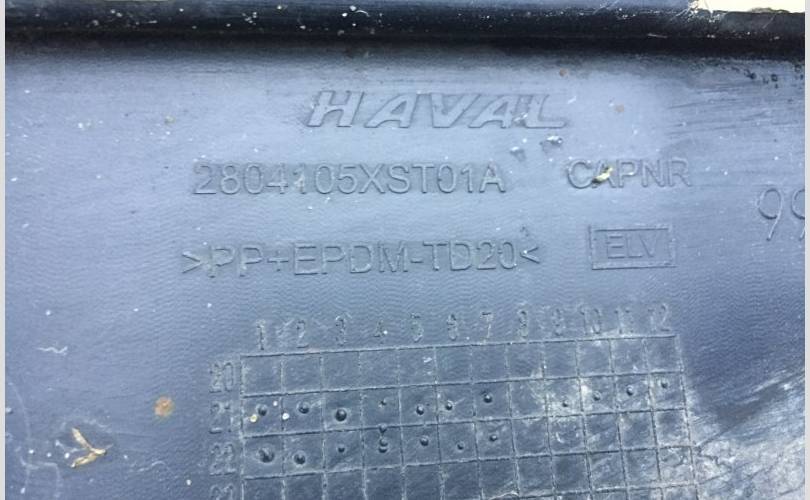 HAVAL
2804105XST01A CAPNR
99
>PP+EPDM-TD20< ELV
1 2 3 4 5 6 7 8 9 10 11 12
20
21
22